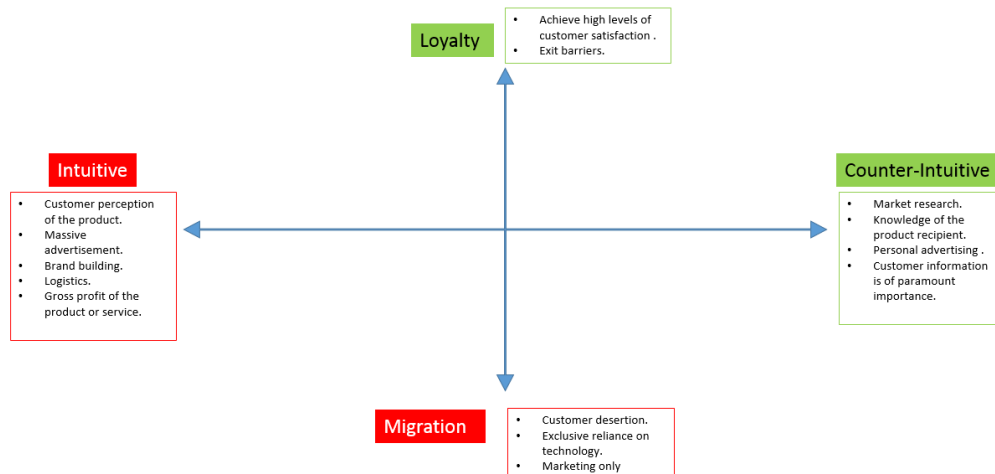 Loyalty
• Achieve high levels of
customer satisfaction .
• Exit barriers.
Intuitive
• Customer perception
of the product.
• Massive
advertisement.
• Brand building.
• Logistics.
• Gross profit of the
product or service.
Counter-Intuitive
• Market research.
• Knowledge of the
product recipient.
• Personal advertising .
• Customer information
is of paramount
importance.
Migration
• Customer desertion.
• Exclusive reliance on
technology.
• Marketing only